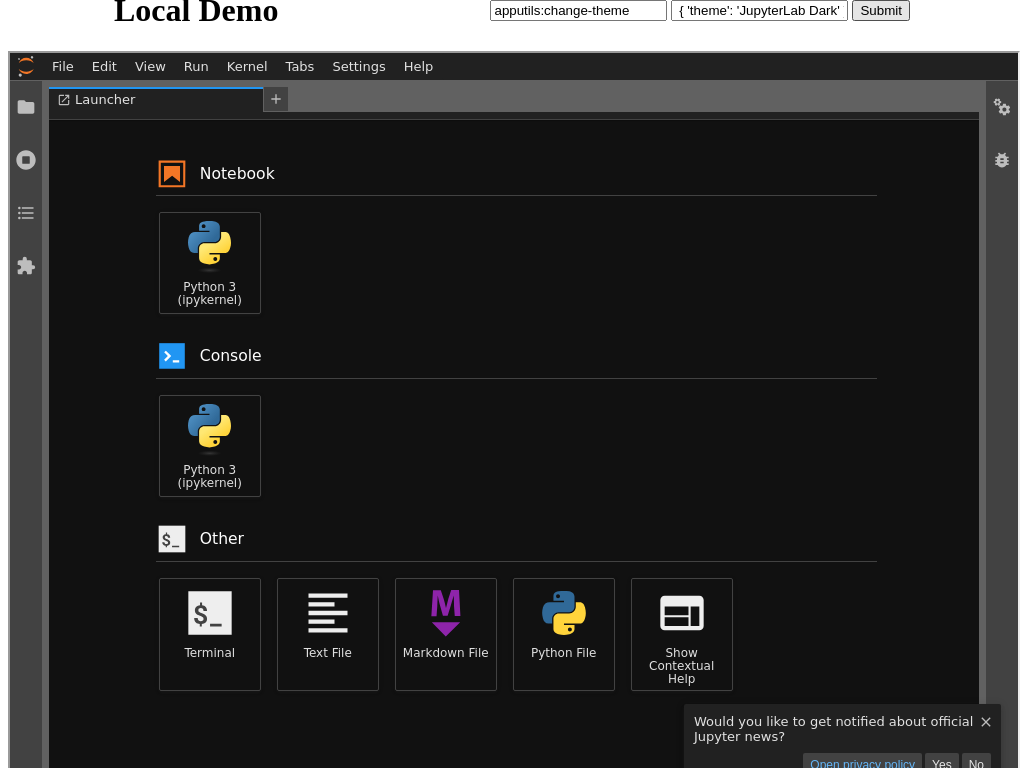 Local Demo
apputils:change-theme
{ 'theme': 'JupyterLab Dark'
Submit
File Edit View Run Kernel Tabs Settings Help
Launcher
+
Notebook
Python 3
(ipykernel)
Console
Python 3
(ipykernel)
$_ Other
$_
M
Terminal
Text File
Markdown File
Python File
Show
Contextual
Help
Would you like to get notified about official
Jupyter news?
Open privacy policy Yes No